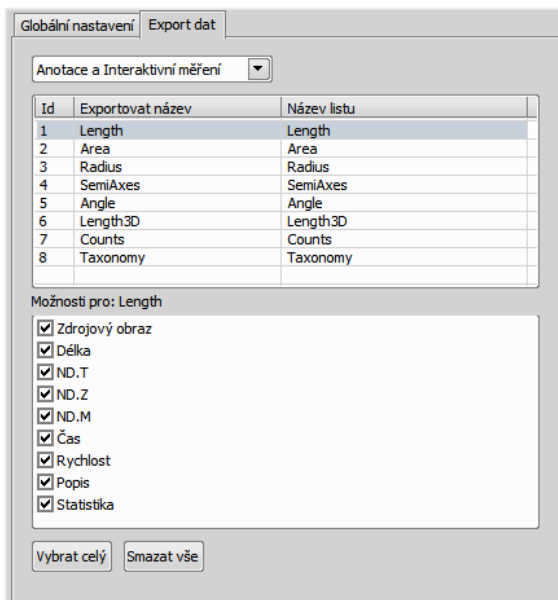 Globální nastavení Export dat
Anotace a Interaktivní měření
Id Exportovat název Název listu
1 Length Length
2 Area Area
3 Radius Radius
4 SemiAxes SemiAxes
5 Angle Angle
6 Length3D Length3D
7 Counts Counts
8 Taxonomy Taxonomy
Možnosti pro: Length
Zdrojový obraz
Délka
ND.T
ND.Z
ND.M
Čas
Rychlost
Popis
Statistika
Vybrat celý Smazat vše